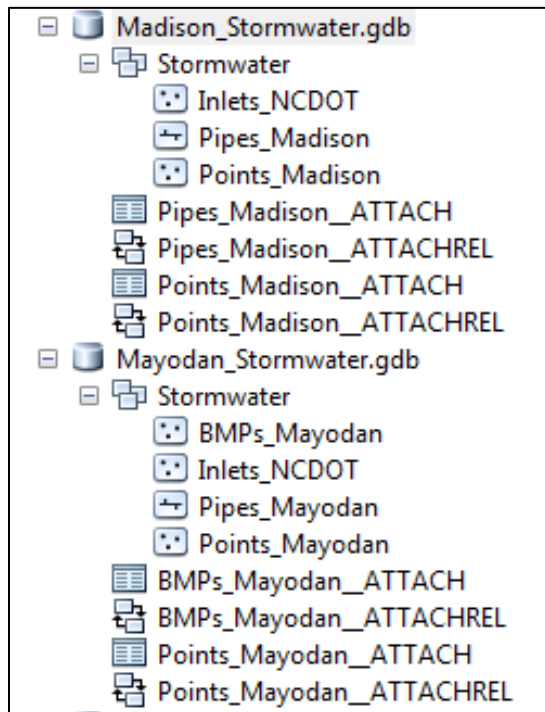 Madison_Stormwater.gdb
Stormwater
Inlets_NCDOT
Pipes_Madison
Points_Madison
Pipes_Madison__ATTACH
Pipes_Madison__ATTACHREL
Points_Madison__ATTACH
Points_Madison__ATTACHREL
Mayodan_Stormwater.gdb
Stormwater
BMPs_Mayodan
Inlets_NCDOT
Pipes_Mayodan
Points_Mayodan
BMPs_Mayodan__ATTACH
BMPs_Mayodan__ATTACHREL
Points_Mayodan__ATTACH
Points_Mayodan__ATTACHREL